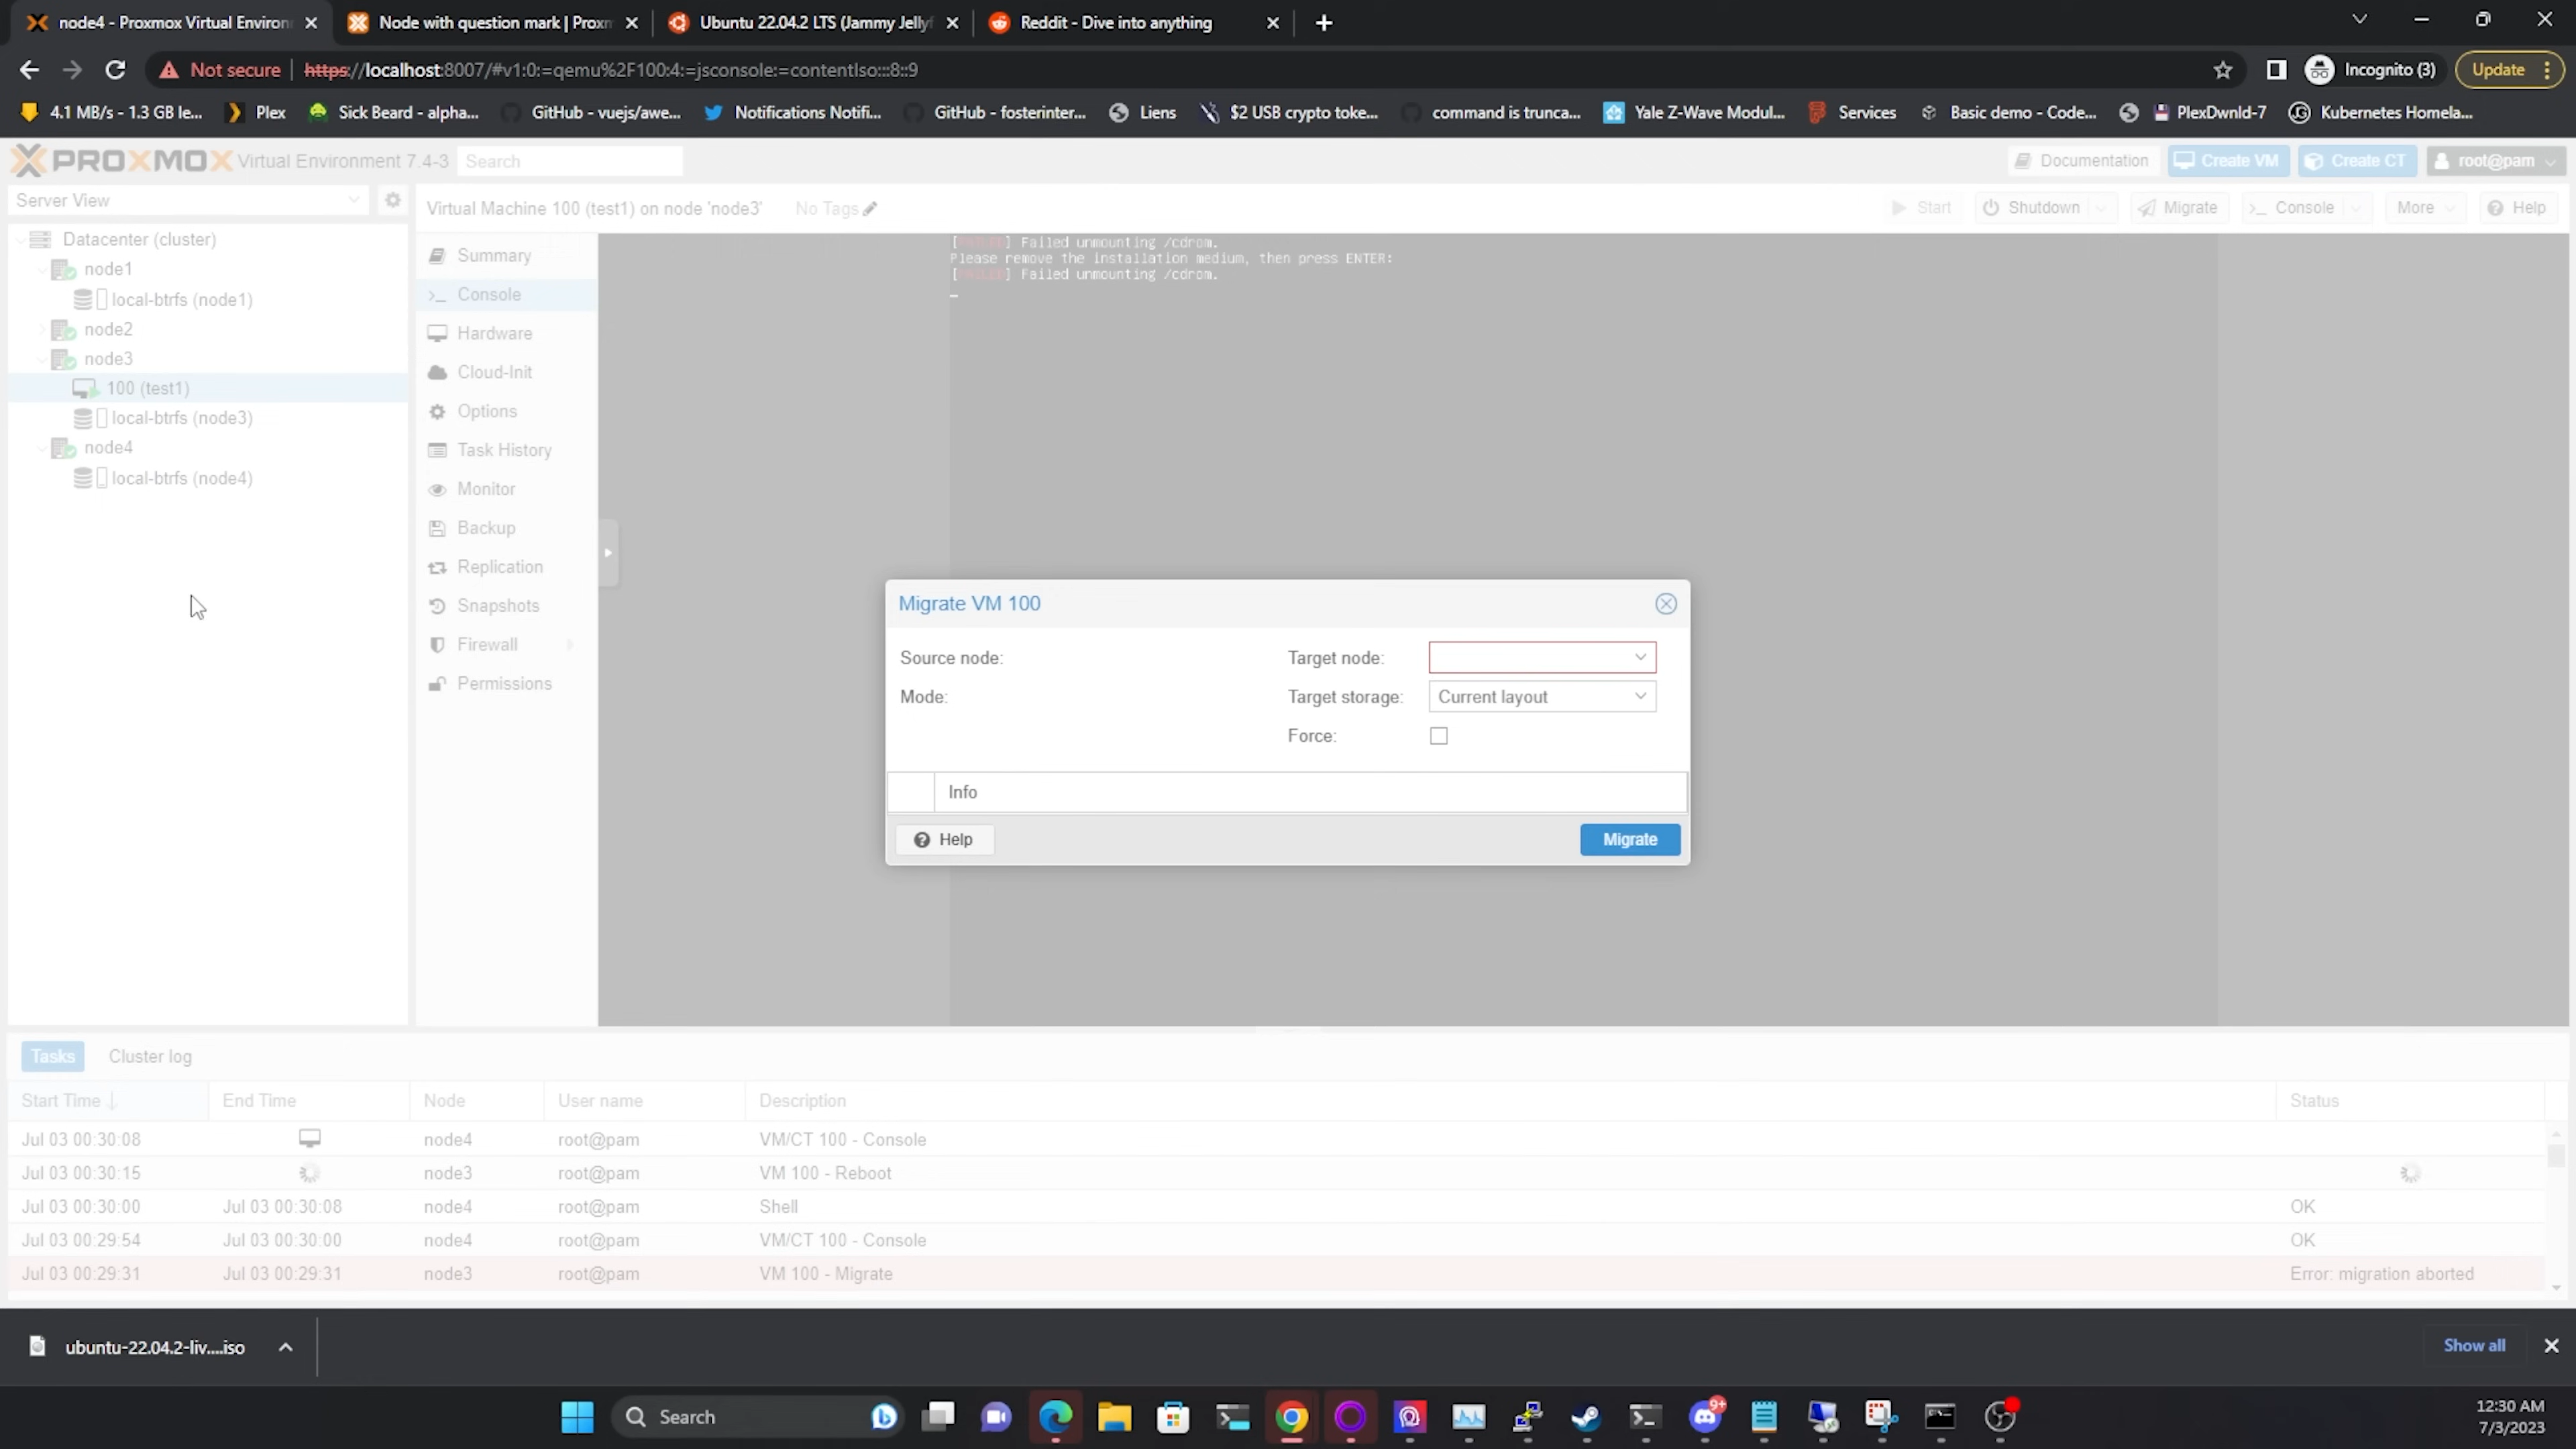 node4 - Proxmox Virtual Environ
Node with question mark | Proxm
Ubuntu 22.04.2 LTS (Jammy Jellyf
Reddit - Dive into anything
Not secure
https://localhost:8007/#v1:0:=qemu%2F100:4:=jsconsole:=contentIso:::8::9
Incognito (3)
Update
4.1 MB/s - 1.3 GB le...
Plex
Sick Beard - alpha...
GitHub - vuejs/awe...
Notifications Notifi...
GitHub - fosterinter...
Liens
$2 USB crypto toke...
command is trunca...
Yale Z-Wave Modul...
Services
Basic demo - Code...
PlexDwnld-7
Kubernetes Homela...
PROXMOX Virtual Environment 7.4-3
Search
Documentation
Create VM
Create CT
root@pam
Server View
Virtual Machine 100 (test1) on node 'node3'
No Tags
Start
Shutdown
Migrate
Console
More
Help
Datacenter (cluster)
node1
local-btrfs (node1)
node2
node3
100 (test1)
local-btrfs (node3)
node4
local-btrfs (node4)
Summary
Console
Hardware
Cloud-Init
Options
Task History
Monitor
Backup
Replication
Snapshots
Firewall
Permissions
[FAILED] Failed unmounting /cdrom.
Please remove the installation medium, then press ENTER:
[FAILED] Failed unmounting /cdrom.
Migrate VM 100
Source node:
Target node:
Mode:
Target storage: Current layout
Force:
Info
Help
Migrate
Tasks
Cluster log
Start Time End Time Node User name Description Status
Jul 03 00:30:08 node4 root@pam VM/CT 100 - Console
Jul 03 00:30:15 node3 root@pam VM 100 - Reboot
Jul 03 00:30:00 Jul 03 00:30:08 node4 root@pam Shell OK
Jul 03 00:29:54 Jul 03 00:30:00 node4 root@pam VM/CT 100 - Console OK
Jul 03 00:29:31 Jul 03 00:29:31 node3 root@pam VM 100 - Migrate Error: migration aborted
ubuntu-22.04.2-liv....iso
Show all
Search
9+
12:30 AM
7/3/2023